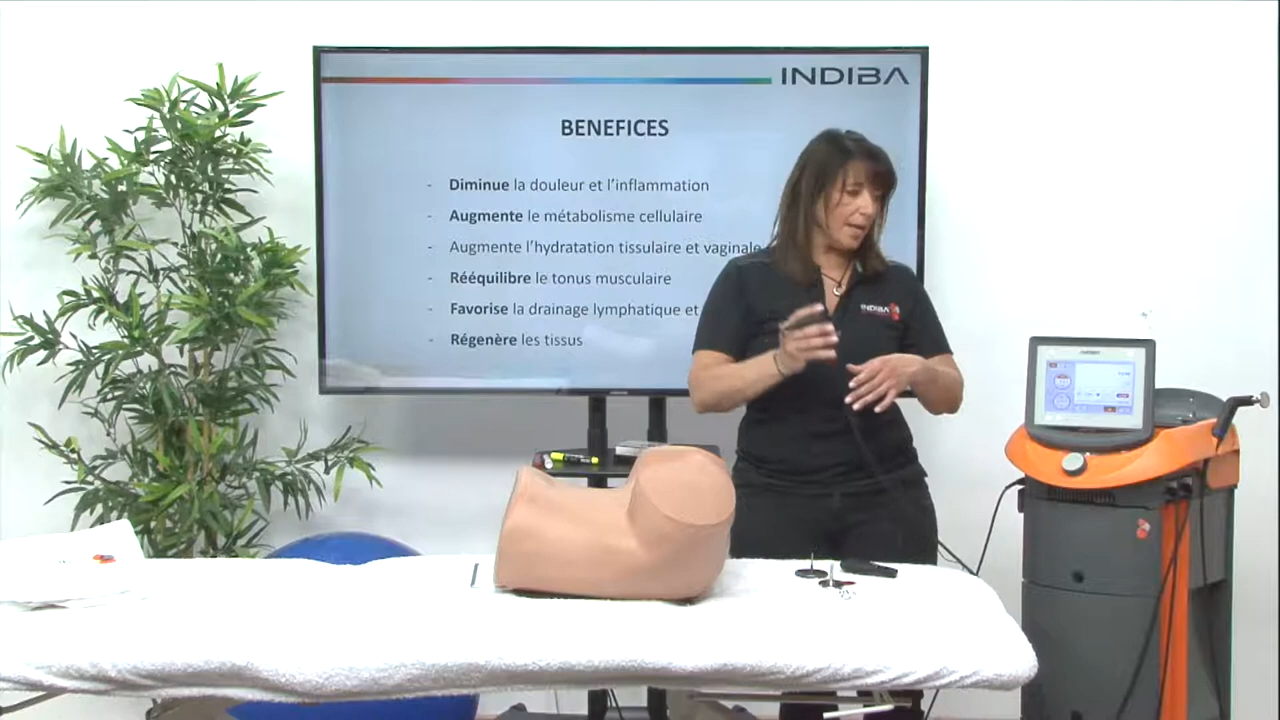 INDIBA
BENEFICES
- Diminue la douleur et l'inflammation
- Augmente le métabolisme cellulaire
- Augmente l'hydratation tissulaire et vaginale
- Rééquilibre le tonus musculaire
- Favorise la drainage lymphatique et
- Régenère les tissus
INDIBA